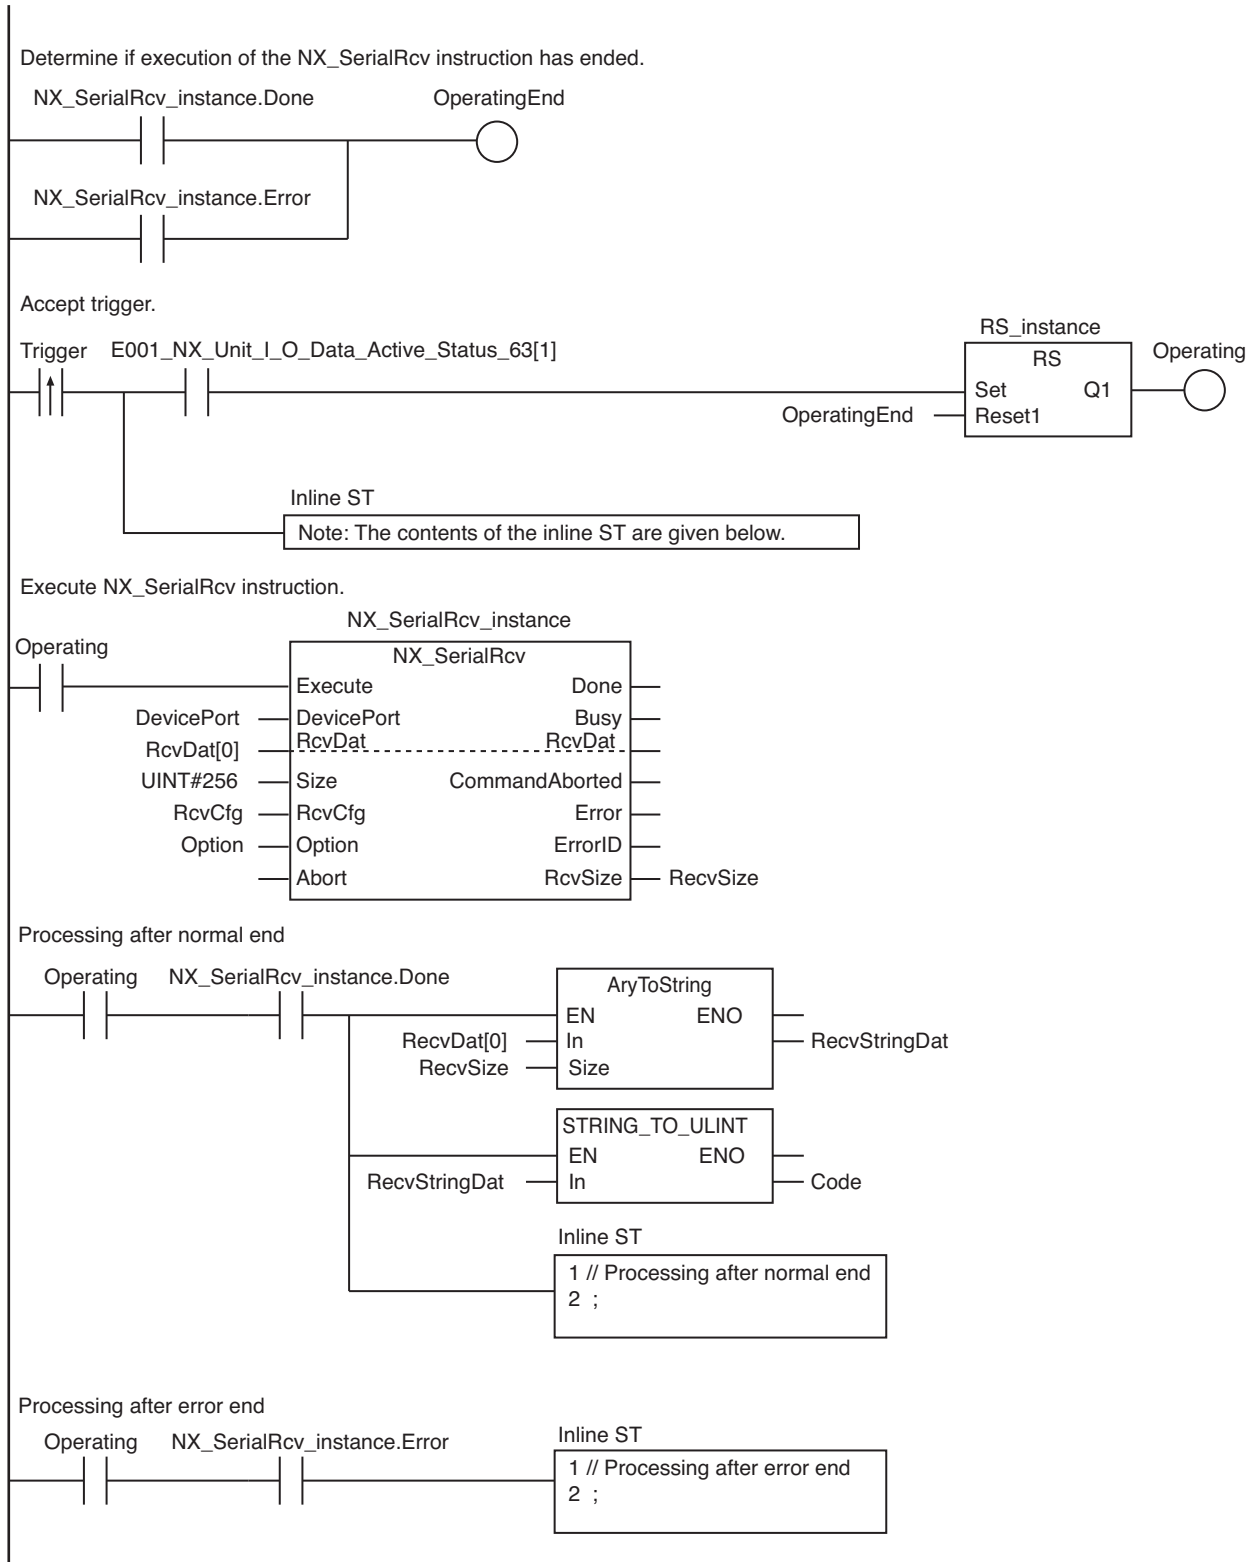 Determine if execution of the NX_SerialRcv instruction has ended.
NX_SerialRcv_instance.Done OperatingEnd
NX_SerialRcv_instance.Error
Accept trigger.
RS_instance
Trigger E001_NX_Unit_I_O_Data_Active_Status_63[1] RS Operating
Set Q1
OperatingEnd Reset1
Inline ST
Note: The contents of the inline ST are given below.
Execute NX_SerialRcv instruction.
NX_SerialRcv_instance
Operating NX_SerialRcv
Execute Done
DevicePort DevicePort Busy
RcvDat[0] RcvDat RcvDat
UINT#256 Size CommandAborted
RcvCfg RcvCfg Error
Option Option ErrorID
Abort RcvSize RecvSize
Processing after normal end
Operating NX_SerialRcv_instance.Done AryToString
EN ENO
RecvDat[0] In RecvStringDat
RecvSize Size
STRING_TO_ULINT
EN ENO
RecvStringDat In Code
Inline ST
1 // Processing after normal end
2 ;
Processing after error end
Operating NX_SerialRcv_instance.Error Inline ST
1 // Processing after error end
2 ;